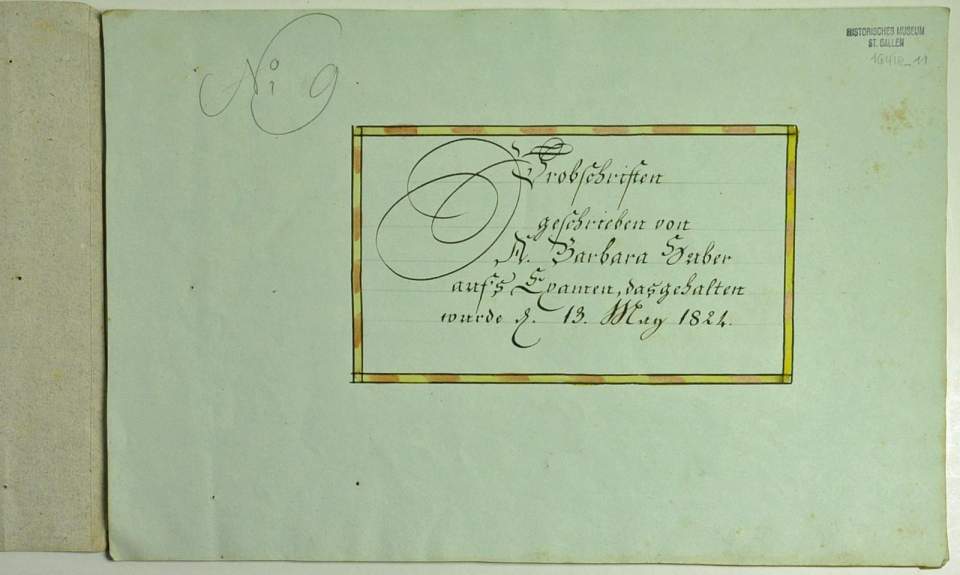 No 9
HISTORISCHES MUSEUM
ST. GALLEN
Probschriften
geschrieben von
A. Barbara Huber
auf's Examen, das gehalten
wurde d. 13. May 1824.